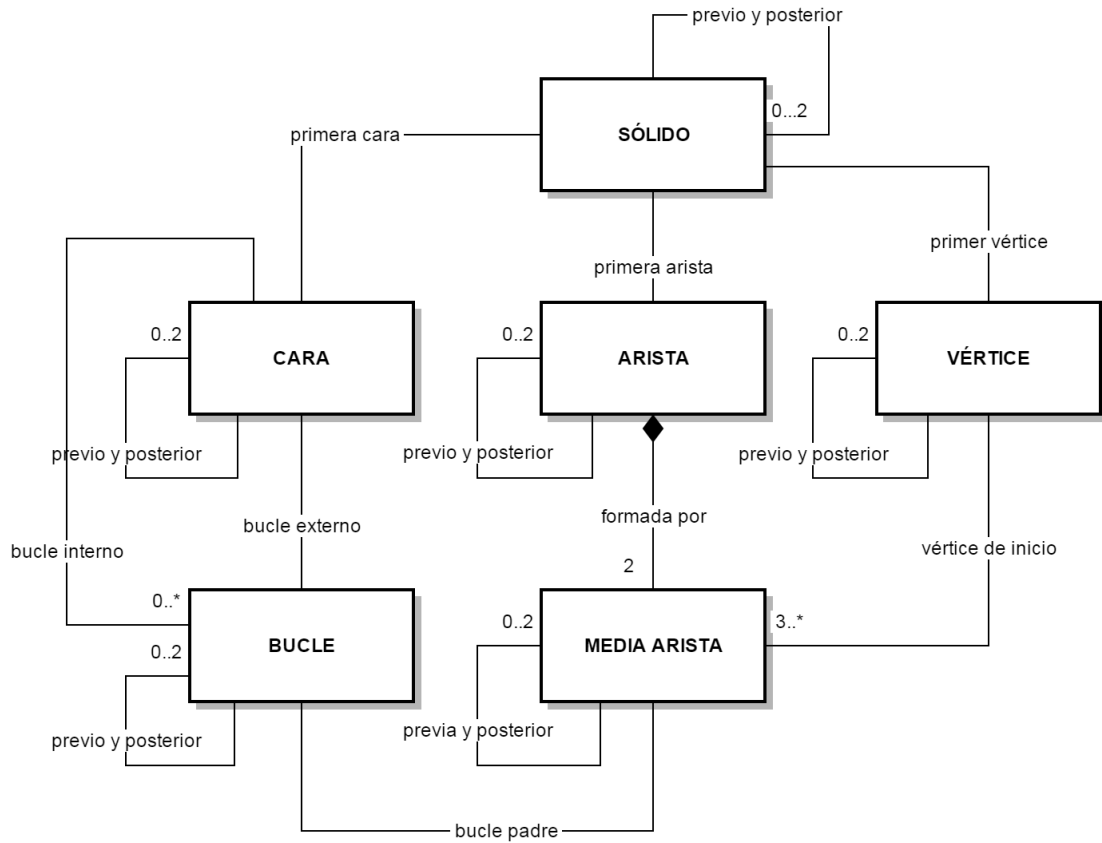 previo y posterior
0...2
SÓLIDO
primera cara
primer vértice
primera arista
0..2
CARA
0..2
ARISTA
0..2
VÉRTICE
previo y posterior
previo y posterior
previo y posterior
formada por
bucle externo
bucle interno
vértice de inicio
2
0..*
0..2
BUCLE
0..2
MEDIA ARISTA
3..*
previo y posterior
previa y posterior
bucle padre